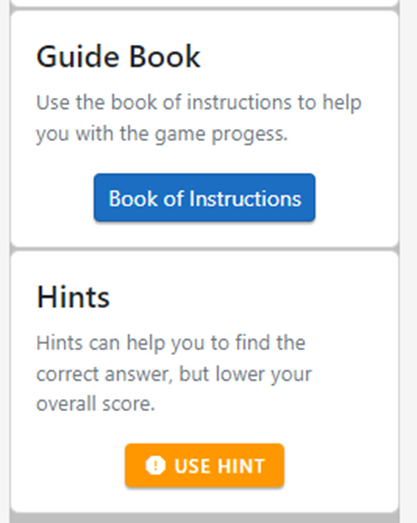 Guide Book
Use the book of instructions to help
you with the game progess.
Book of Instructions
Hints
Hints can help you to find the
correct answer, but lower your
overall score.
USE HINT